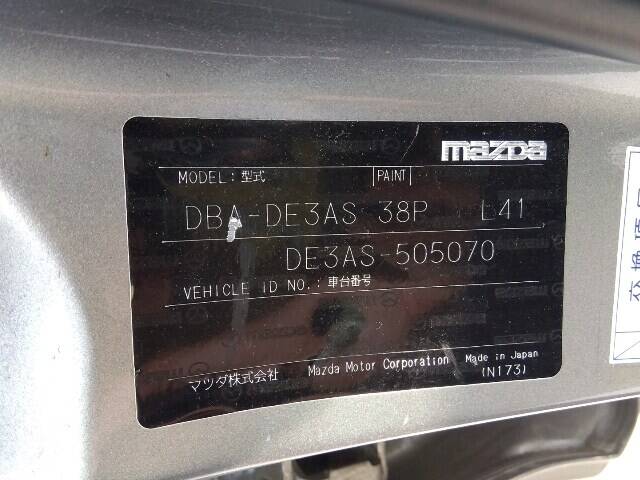 mazda
MODEL: 型式 PAINT
DBA-DE3AS 38P L41
DE3AS-505070
VEHICLE ID NO.: 車台番号
マツダ株式会社 Mazda Motor Corporation Made in Japan
(N173)